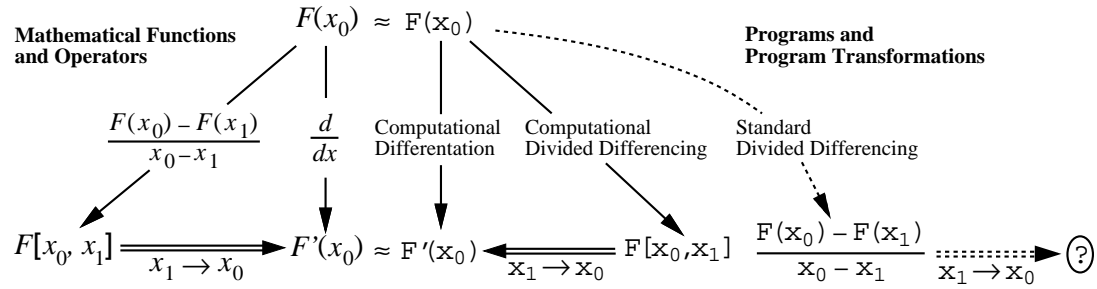 F(x₀) ≈ F(x₀)
Mathematical Functions
and Operators
Programs and
Program Transformations
F(x₀) – F(x₁)
x₀ – x₁
d
dx
Computational
Differentation
Computational
Divided Differencing
Standard
Divided Differencing
F[x₀, x₁]
x₁ → x₀
F'(x₀) ≈ F'(x₀)
x₁ → x₀
F[x₀,x₁]
F(x₀) – F(x₁)
x₀ – x₁
x₁ → x₀
?